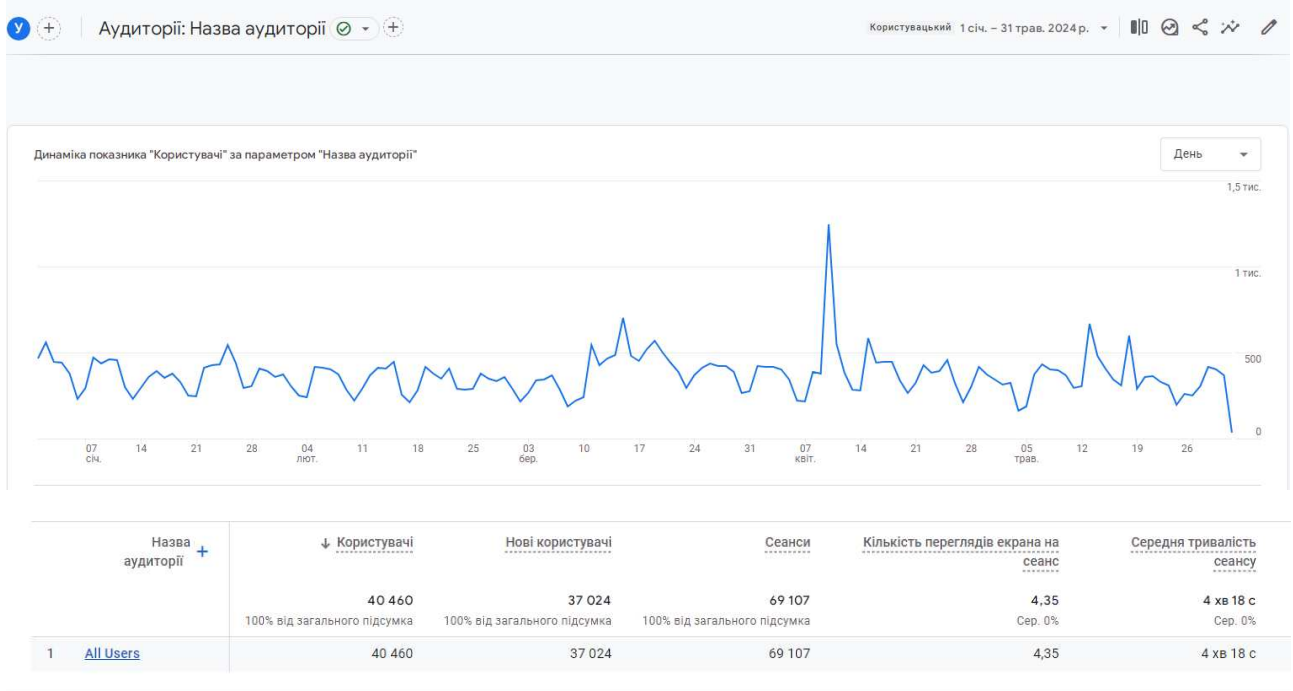 У Аудиторії: Назва аудиторії Користувацький 1 січ. – 31 трав. 2024 р.
Динаміка показника "Користувачі" за параметром "Назва аудиторії" День
1,5 тис.
1 тис.
500
0
07 14 21 28 04 11 18 25 03 10 17 24 31 07 14 21 28 05 12 19 26
січ. лют. бер. квіт. трав.
Назва аудиторії
Користувачі
Нові користувачі
Сеанси
Кількість переглядів екрана на сеанс
Середня тривалість сеансу
40 460 37 024 69 107 4,35 4 хв 18 с
100% від загального підсумка 100% від загального підсумка 100% від загального підсумка Сер. 0% Сер. 0%
1 All Users 40 460 37 024 69 107 4,35 4 хв 18 с